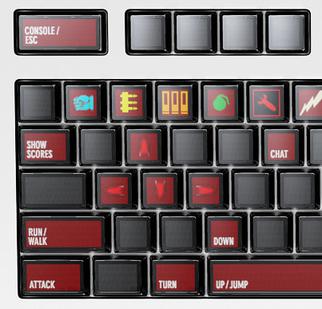 CONSOLE /
ESC
SHOW
SCORES
CHAT
RUN /
WALK
DOWN
ATTACK
TURN
UP / JUMP